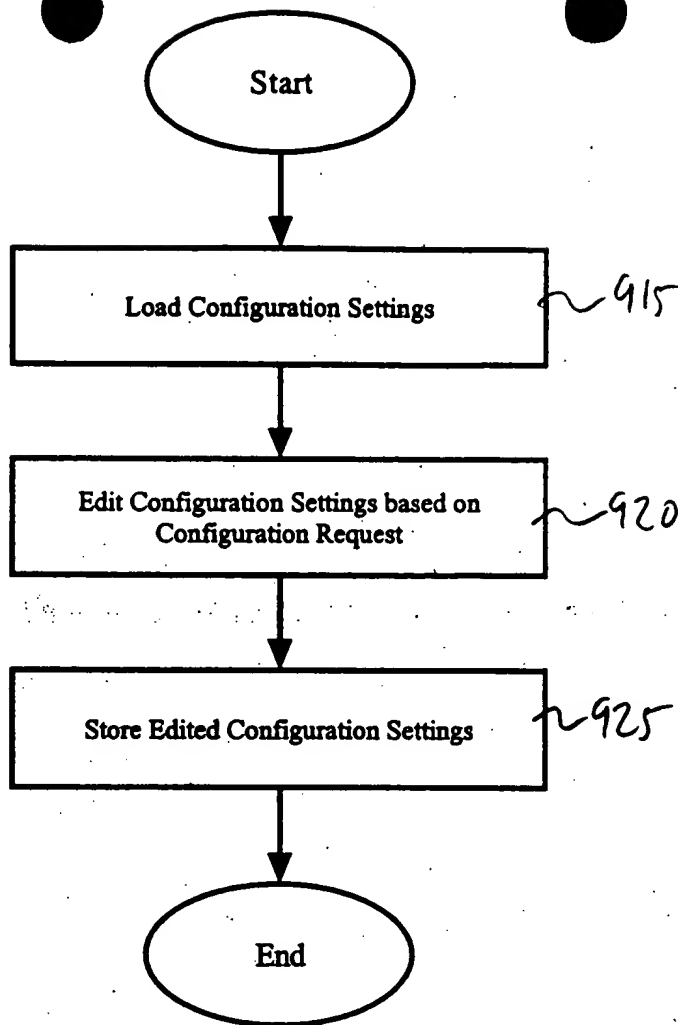 Start
Load Configuration Settings
915
Edit Configuration Settings based on
Configuration Request
920
Store Edited Configuration Settings
925
End